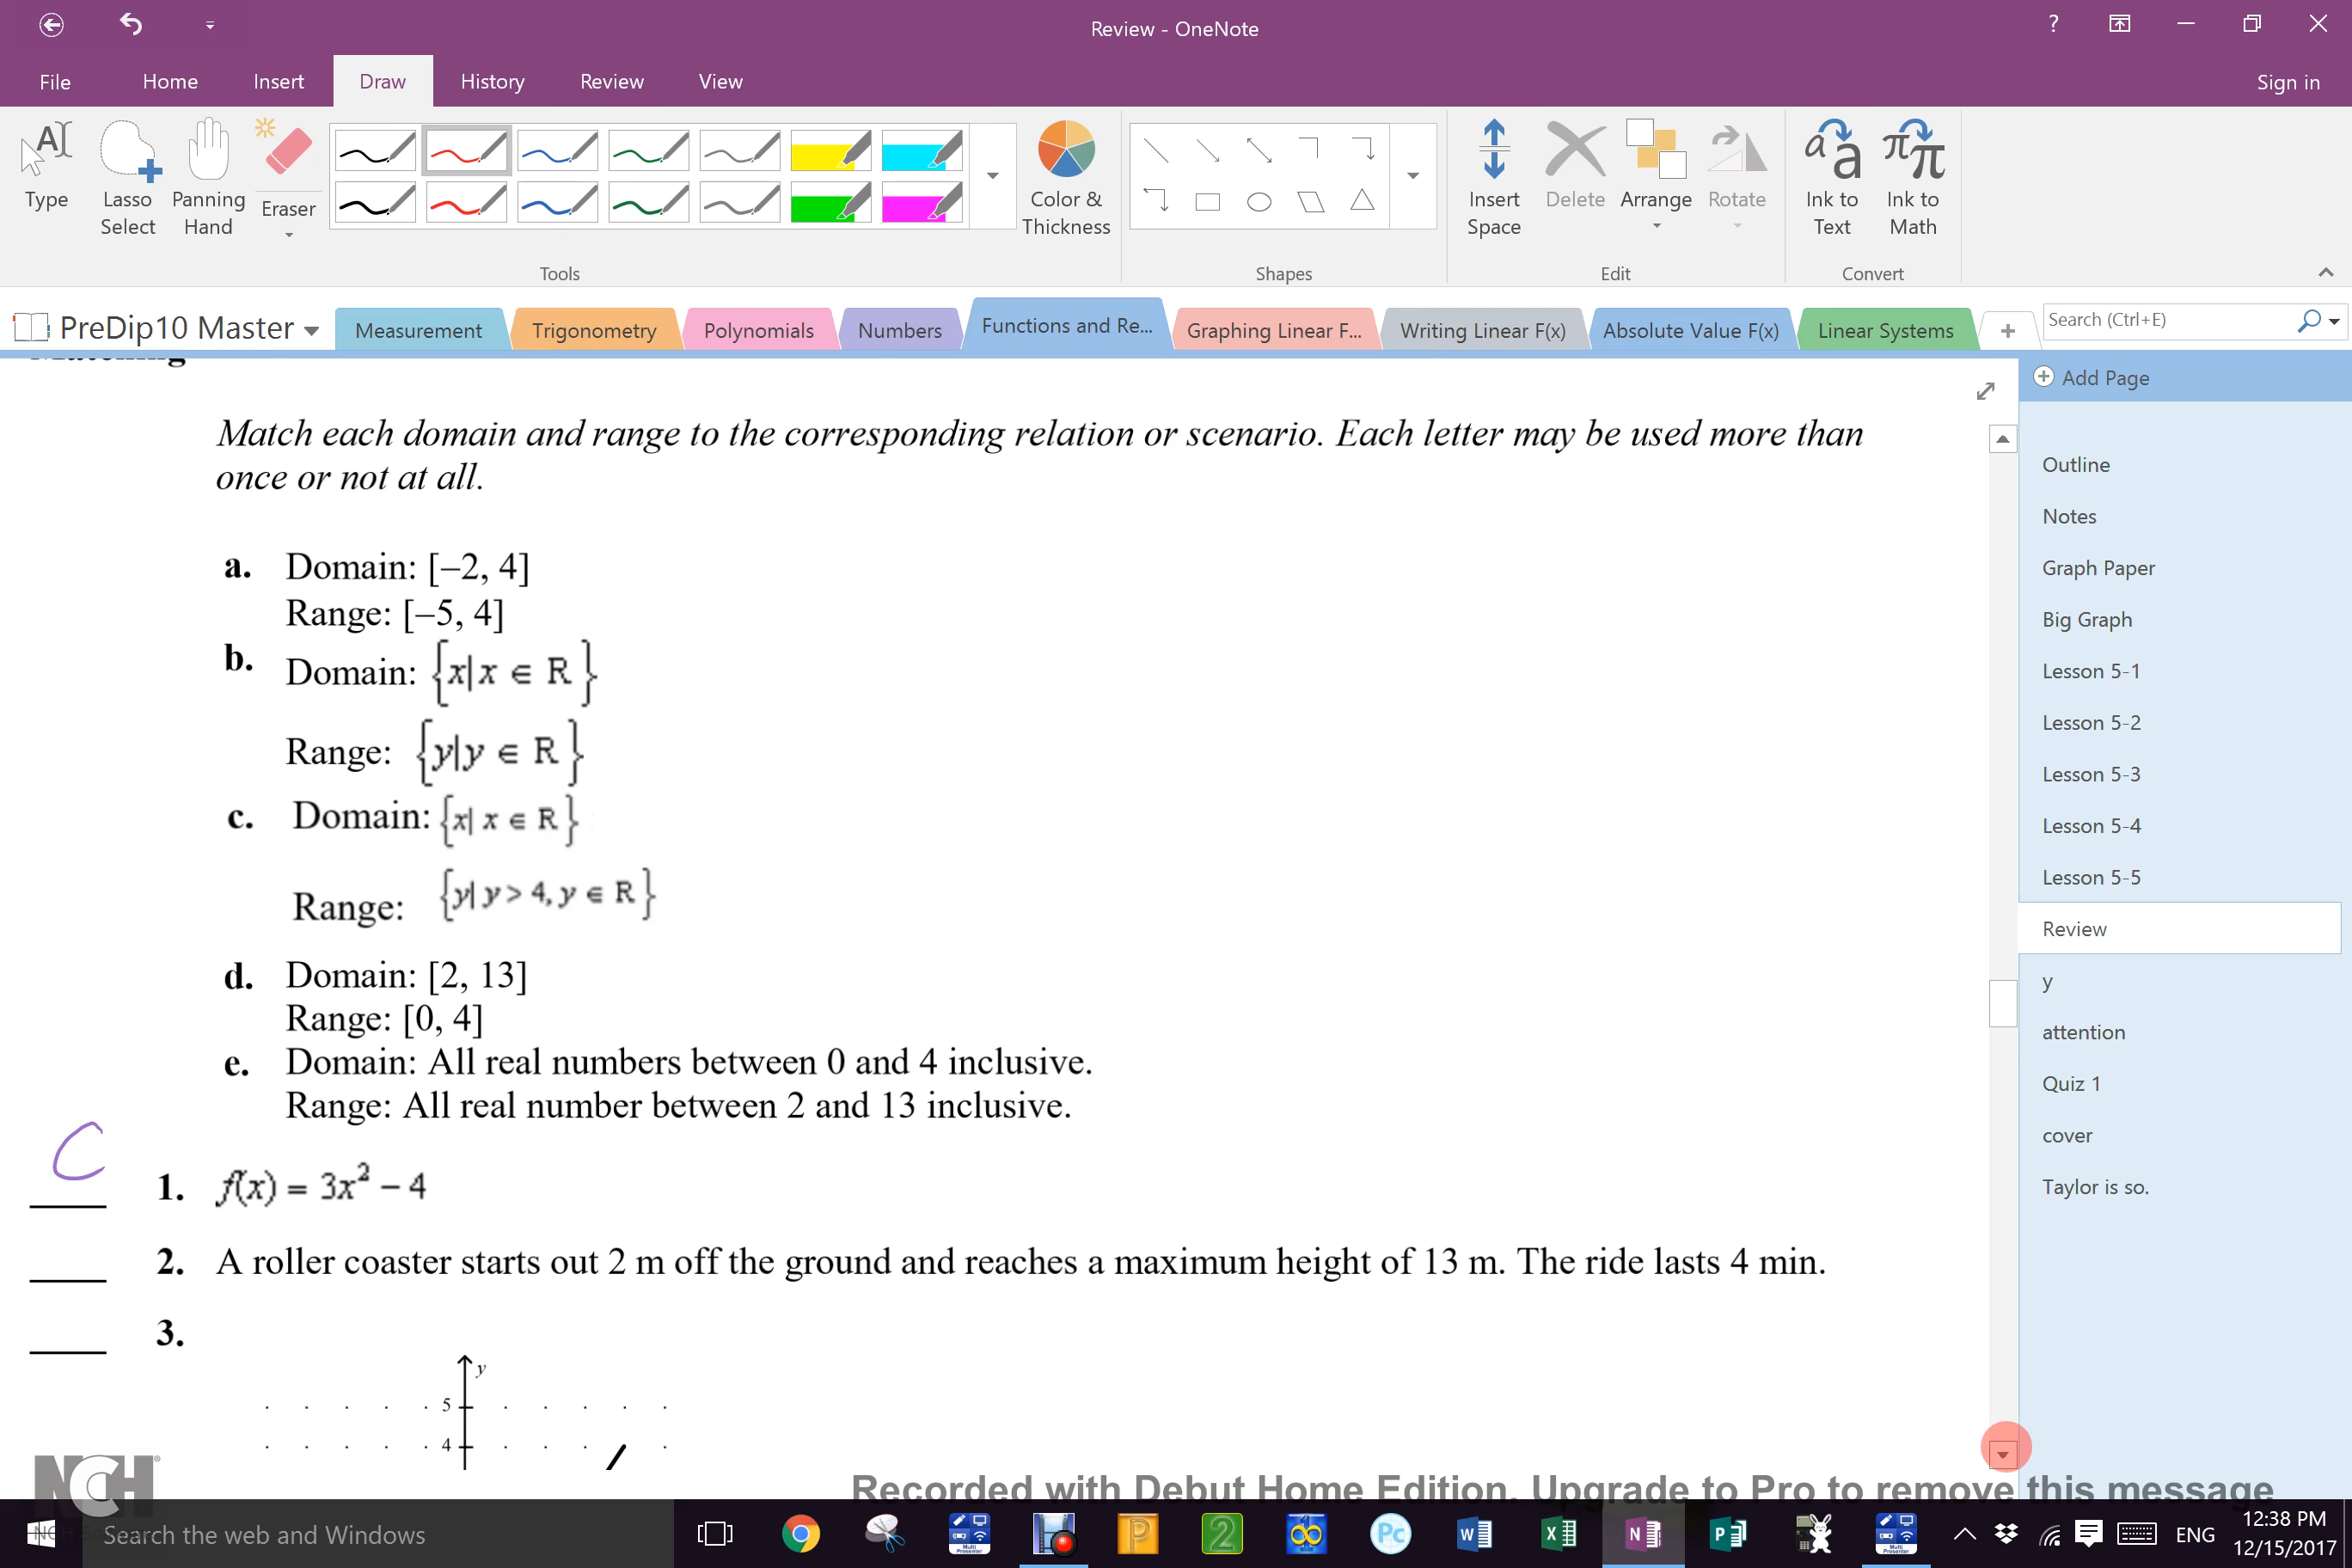 Review - OneNote
?
File
Home
Insert
Draw
History
Review
View
Sign in
Type
Lasso Select
Panning Hand
Eraser
Color & Thickness
Insert Space
Delete
Arrange
Rotate
Ink to Text
Ink to Math
Tools
Shapes
Edit
Convert
PreDip10 Master
Measurement
Trigonometry
Polynomials
Numbers
Functions and Re...
Graphing Linear F...
Writing Linear F(x)
Absolute Value F(x)
Linear Systems
+
Search (Ctrl+E)
Match each domain and range to the corresponding relation or scenario. Each letter may be used more than
once or not at all.
a. Domain: [–2, 4]
Range: [–5, 4]
b. Domain: {x|x ∈ R}
Range: {y|y ∈ R}
c. Domain: {x| x ∈ R}
Range: {y| y > 4, y ∈ R}
d. Domain: [2, 13]
Range: [0, 4]
e. Domain: All real numbers between 0 and 4 inclusive.
Range: All real number between 2 and 13 inclusive.
C
1. f(x) = 3x² – 4
2. A roller coaster starts out 2 m off the ground and reaches a maximum height of 13 m. The ride lasts 4 min.
3.
y
5
4
Add Page
Outline
Notes
Graph Paper
Big Graph
Lesson 5-1
Lesson 5-2
Lesson 5-3
Lesson 5-4
Lesson 5-5
Review
y
attention
Quiz 1
cover
Taylor is so.
NCH
Recorded with Debut Home Edition. Upgrade to Pro to remove this message
Search the web and Windows
ENG
12:38 PM
12/15/2017